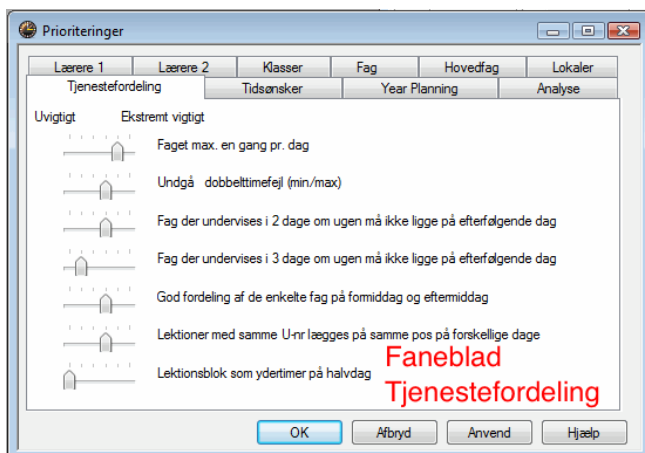 Prioriteringer
Lærere 1 Lærere 2 Klasser Fag Hovedfag Lokaler
Tjenestefordeling Tidsønsker Year Planning Analyse
Uvigtigt Ekstremt vigtigt
Faget max. en gang pr. dag
Undgå dobbelttimefejl (min/max)
Fag der undervises i 2 dage om ugen må ikke ligge på efterfølgende dag
Fag der undervises i 3 dage om ugen må ikke ligge på efterfølgende dag
God fordeling af de enkelte fag på formiddag og eftermiddag
Lektioner med samme U-nr lægges på samme pos på forskellige dage
Lektionsblok som ydertimer på halvdag
Faneblad
Tjenestefordeling
OK Afbryd Anvend Hjælp